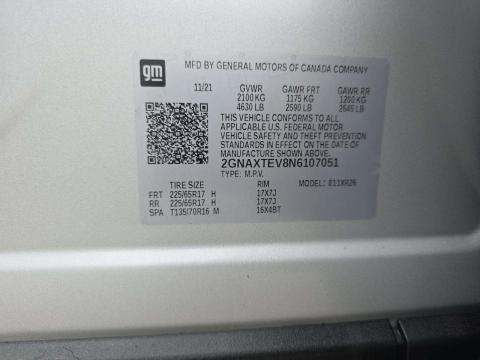 gm
MFD BY GENERAL MOTORS OF CANADA COMPANY
11/21 GVWR GAWR FRT GAWR RR
2100 KG 1175 KG 1200 KG
4630 LB 2590 LB 2645 LB
THIS VEHICLE CONFORMS TO ALL
APPLICABLE U.S. FEDERAL MOTOR
VEHICLE SAFETY AND THEFT PREVENTION
STANDARDS IN EFFECT ON THE DATE OF
MANUFACTURE SHOWN ABOVE.
2GNAXTEV8N6107051
TYPE: M.P.V. MODEL:
TIRE SIZE RIM
FRT 225/65R17 H 17X7J
RR 225/65R17 H 17X7J
SPA T135/70R16 M 16X4BT